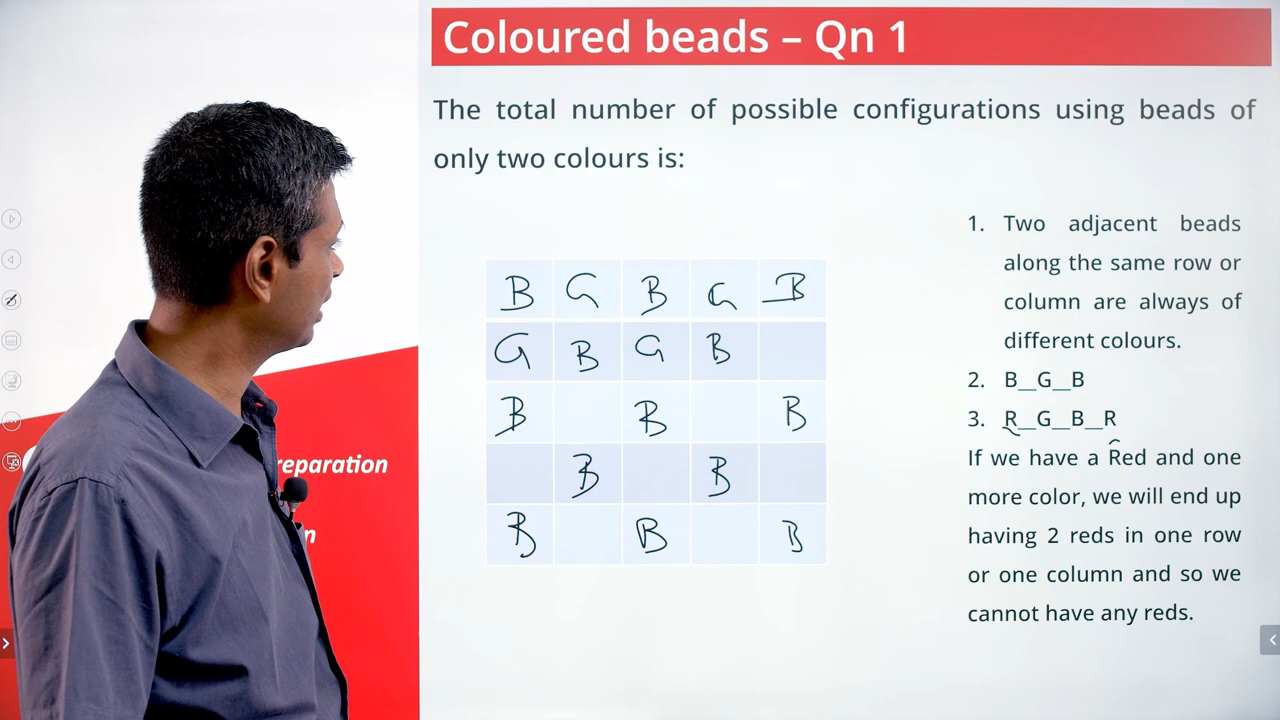 Coloured beads – Qn 1
The total number of possible configurations using beads of
only two colours is:
B G B G B
G B G B
B B B
B B
B B B
1. Two adjacent beads
along the same row or
column are always of
different colours.
2. B__G__B
3. R__G__B__R
If we have a Red and one
more color, we will end up
having 2 reds in one row
or one column and so we
cannot have any reds.
reparation
n